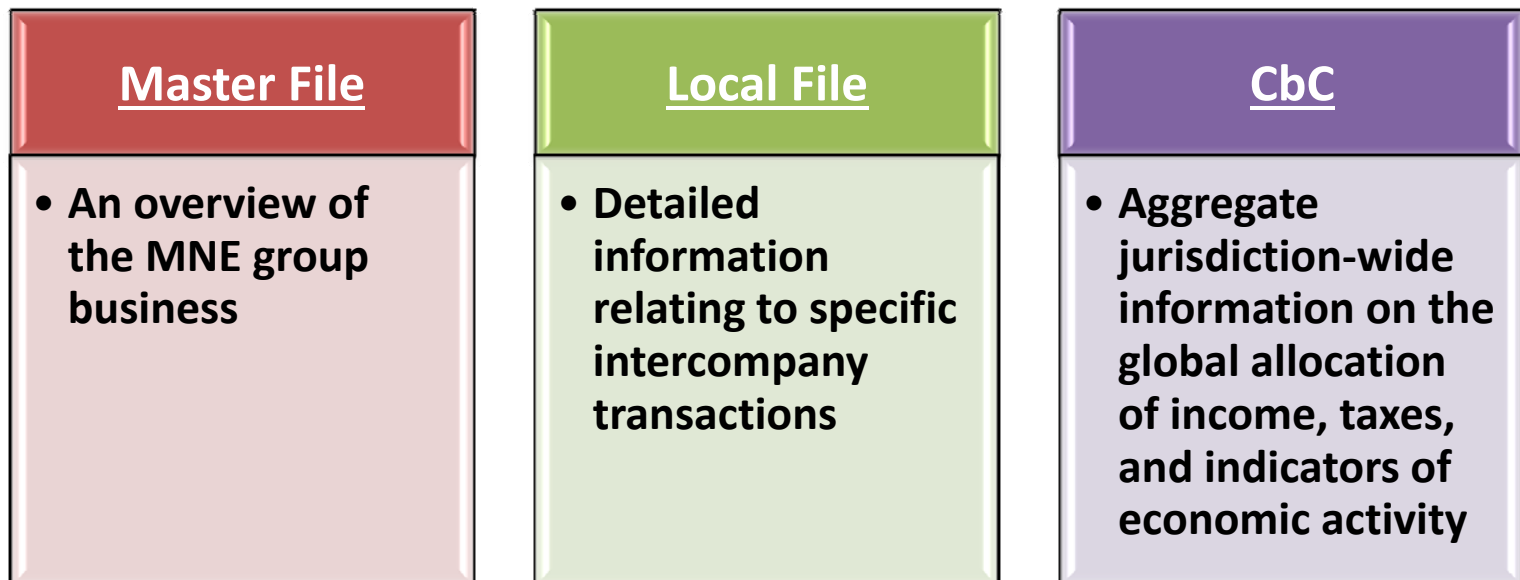 Master File
• An overview of
the MNE group
business
Local File
• Detailed
information
relating to specific
intercompany
transactions
CbC
• Aggregate
jurisdiction-wide
information on the
global allocation
of income, taxes,
and indicators of
economic activity